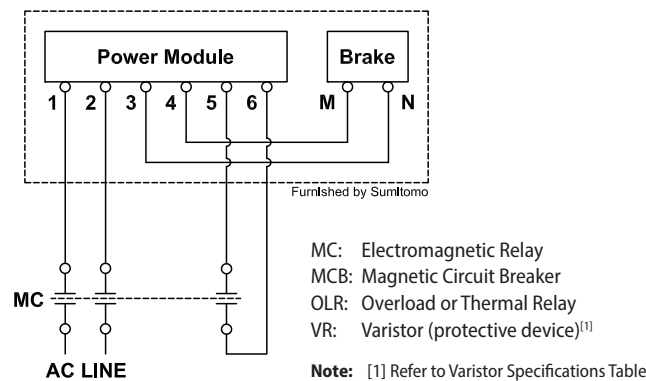 Power Module
Brake
1 2 3 4 5 6 M N
Furnished by Sumitomo
MC: Electromagnetic Relay
MCB: Magnetic Circuit Breaker
OLR: Overload or Thermal Relay
VR: Varistor (protective device)[1]
MC
AC LINE
Note: [1] Refer to Varistor Specifications Table